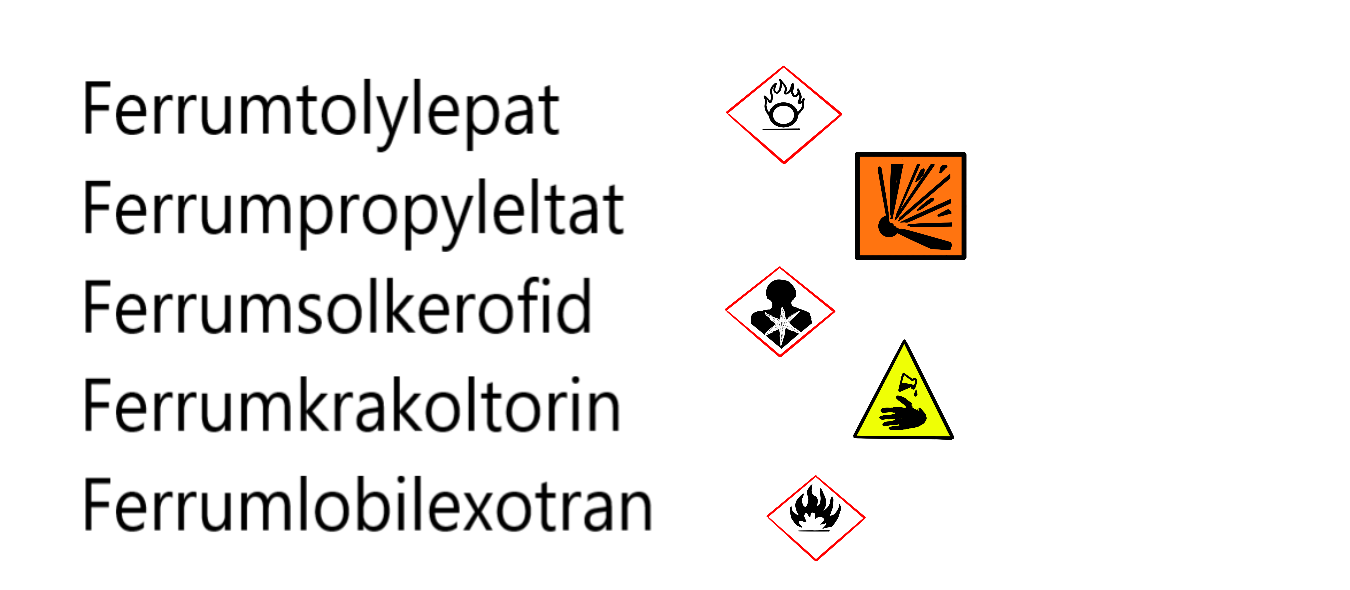 Ferrumtolylepat
Ferrumpropyleltat
Ferrumsolkerofid
Ferrumkrakoltorin
Ferrumlobilexotran